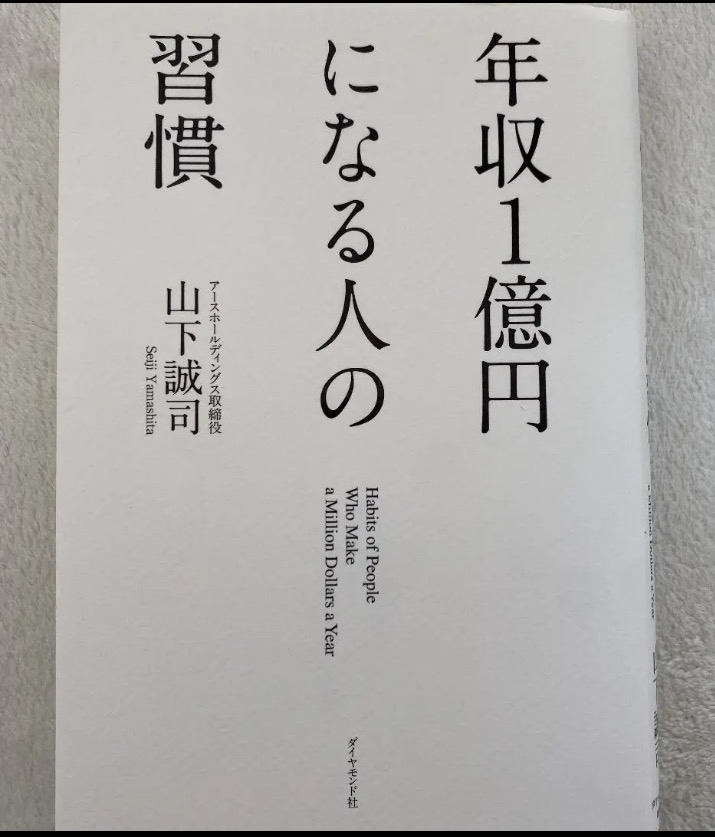 年収1億円
になる人の
習慣
アースホールディングス取締役
山下誠司
Seiji Yamashita
Habits of People
Who Make
a Million Dollars a Year
ダイヤモンド社